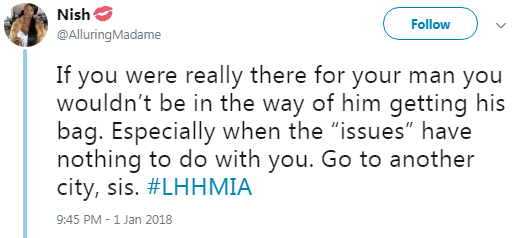 Nish💋
@AlluringMadame
Follow
If you were really there for your man you
wouldn’t be in the way of him getting his
bag. Especially when the “issues” have
nothing to do with you. Go to another
city, sis. #LHHMIA
9:45 PM - 1 Jan 2018